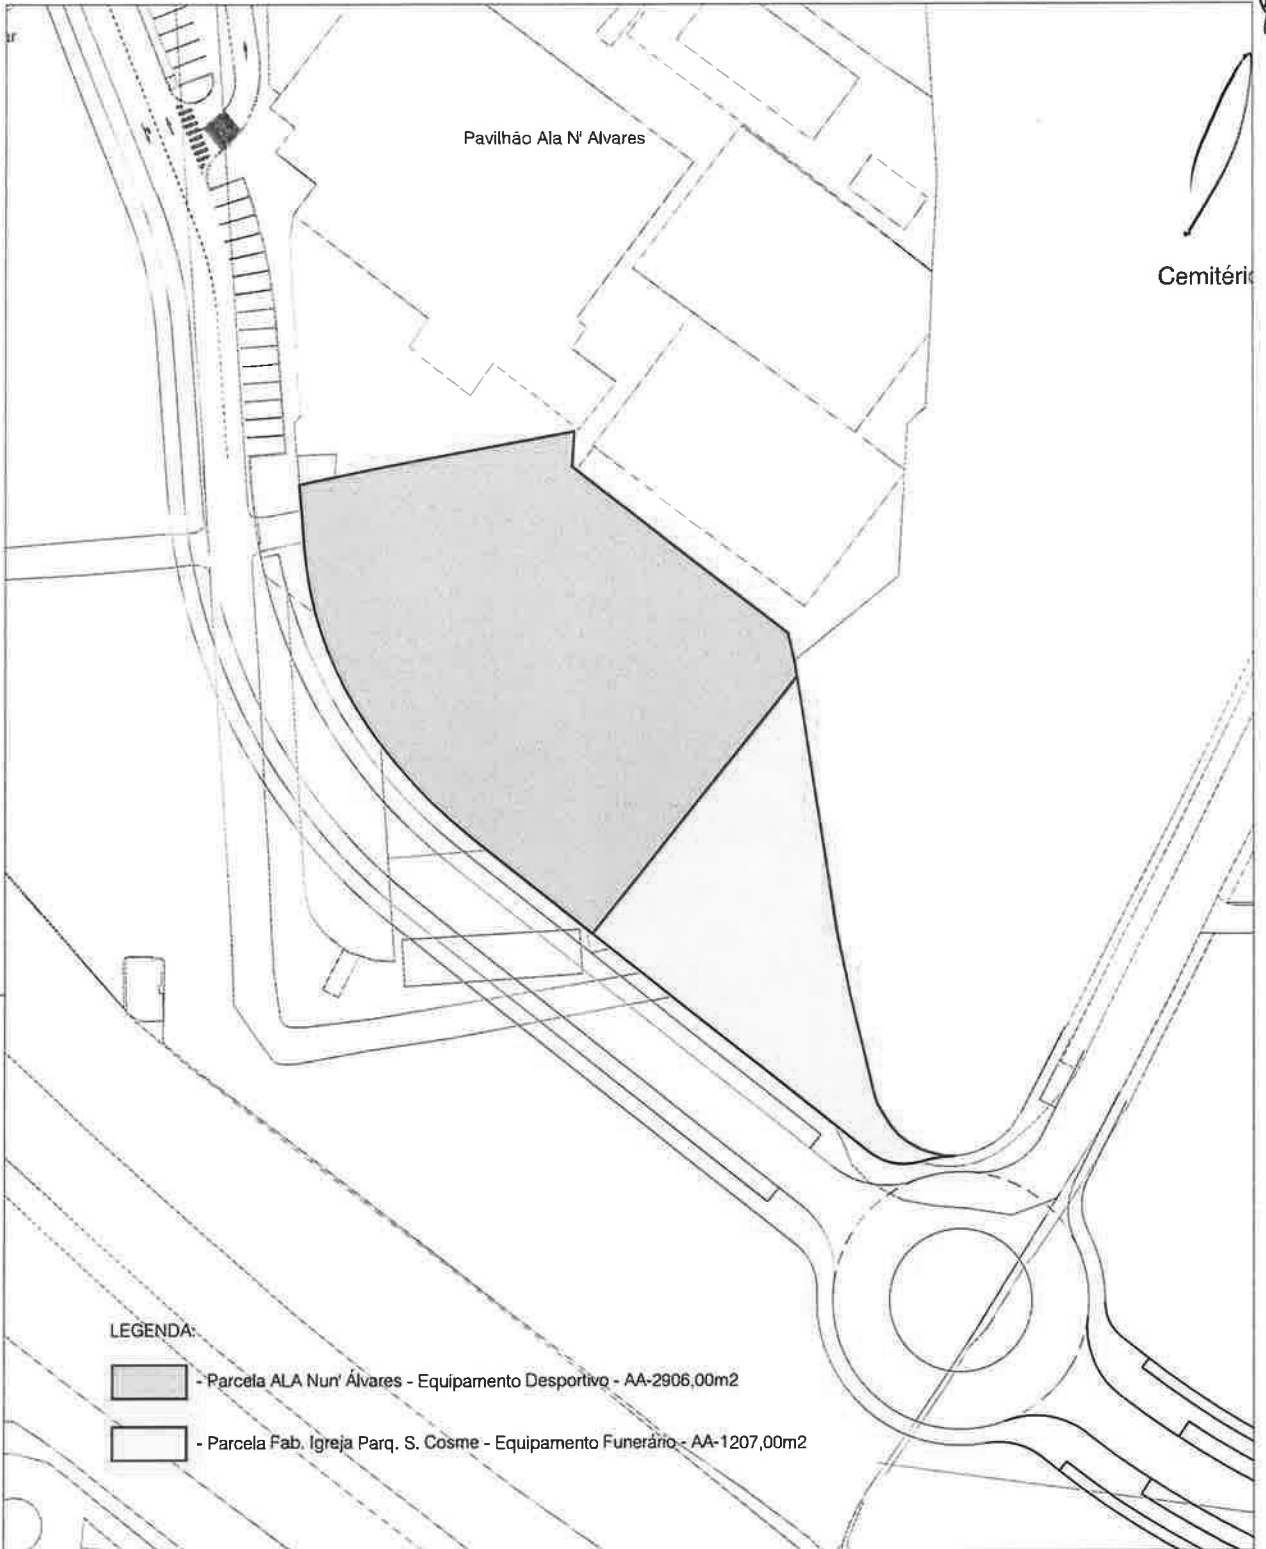 Pavilhão Ala N' Alvares
LEGENDA:
- Parcela ALA Nun' Álvares - Equipamento Desportivo - AA-2906,00m2
- Parcela Fab. Igreja Parq. S. Cosme - Equipamento Funerário - AA-1207,00m2